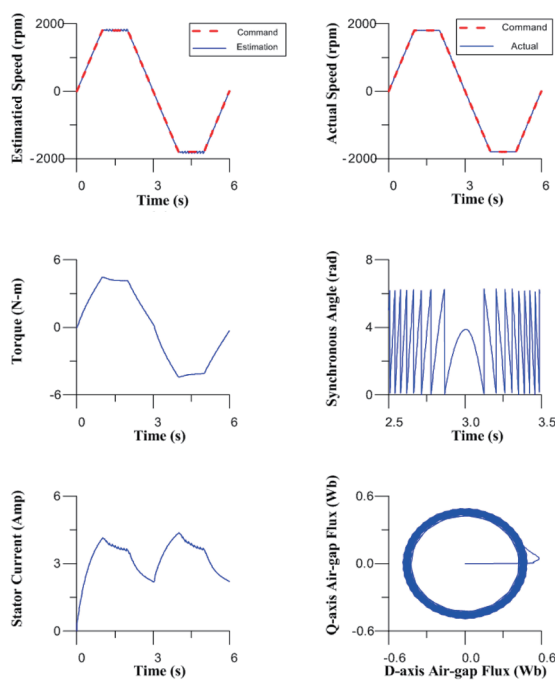 Estimatied Speed (rpm)
2000
0
-2000
Command
Estimation
0
3
6
Time (s)
Actual Speed (rpm)
2000
0
-2000
Command
Actual
0
3
6
Time (s)
Torque (N-m)
6
0
-6
0
3
6
Time (s)
Synchronous Angle (rad)
8
4
0
2.5
3.0
3.5
Time (s)
Stator Current (Amp)
6
3
0
0
3
6
Time (s)
Q-axis Air-gap Flux (Wb)
0.6
0.0
-0.6
-0.6
0.0
0.6
D-axis Air-gap Flux (Wb)